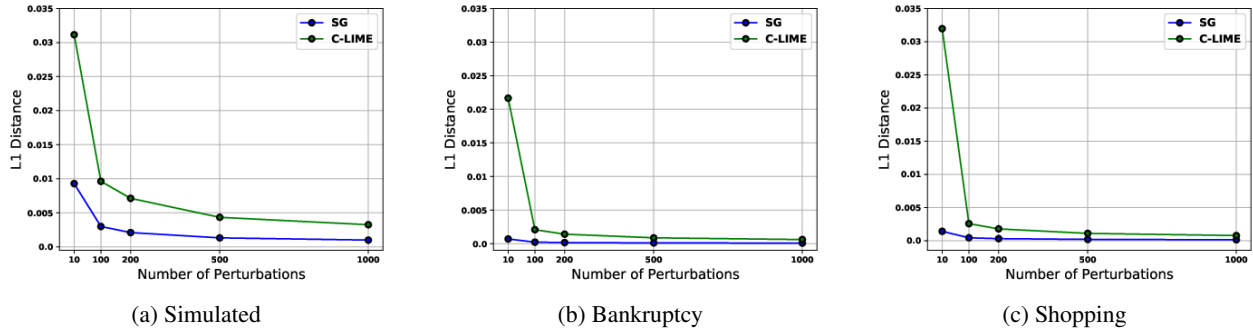 SG
C-LIME
L1 Distance
0.035
0.03
0.025
0.02
0.015
0.01
0.005
0.0
10 100 200 500 1000
Number of Perturbations
(a) Simulated
SG
C-LIME
L1 Distance
0.035
0.03
0.025
0.02
0.015
0.01
0.005
0.0
10 100 200 500 1000
Number of Perturbations
(b) Bankruptcy
SG
C-LIME
L1 Distance
0.035
0.03
0.025
0.02
0.015
0.01
0.005
0.0
10 100 200 500 1000
Number of Perturbations
(c) Shopping